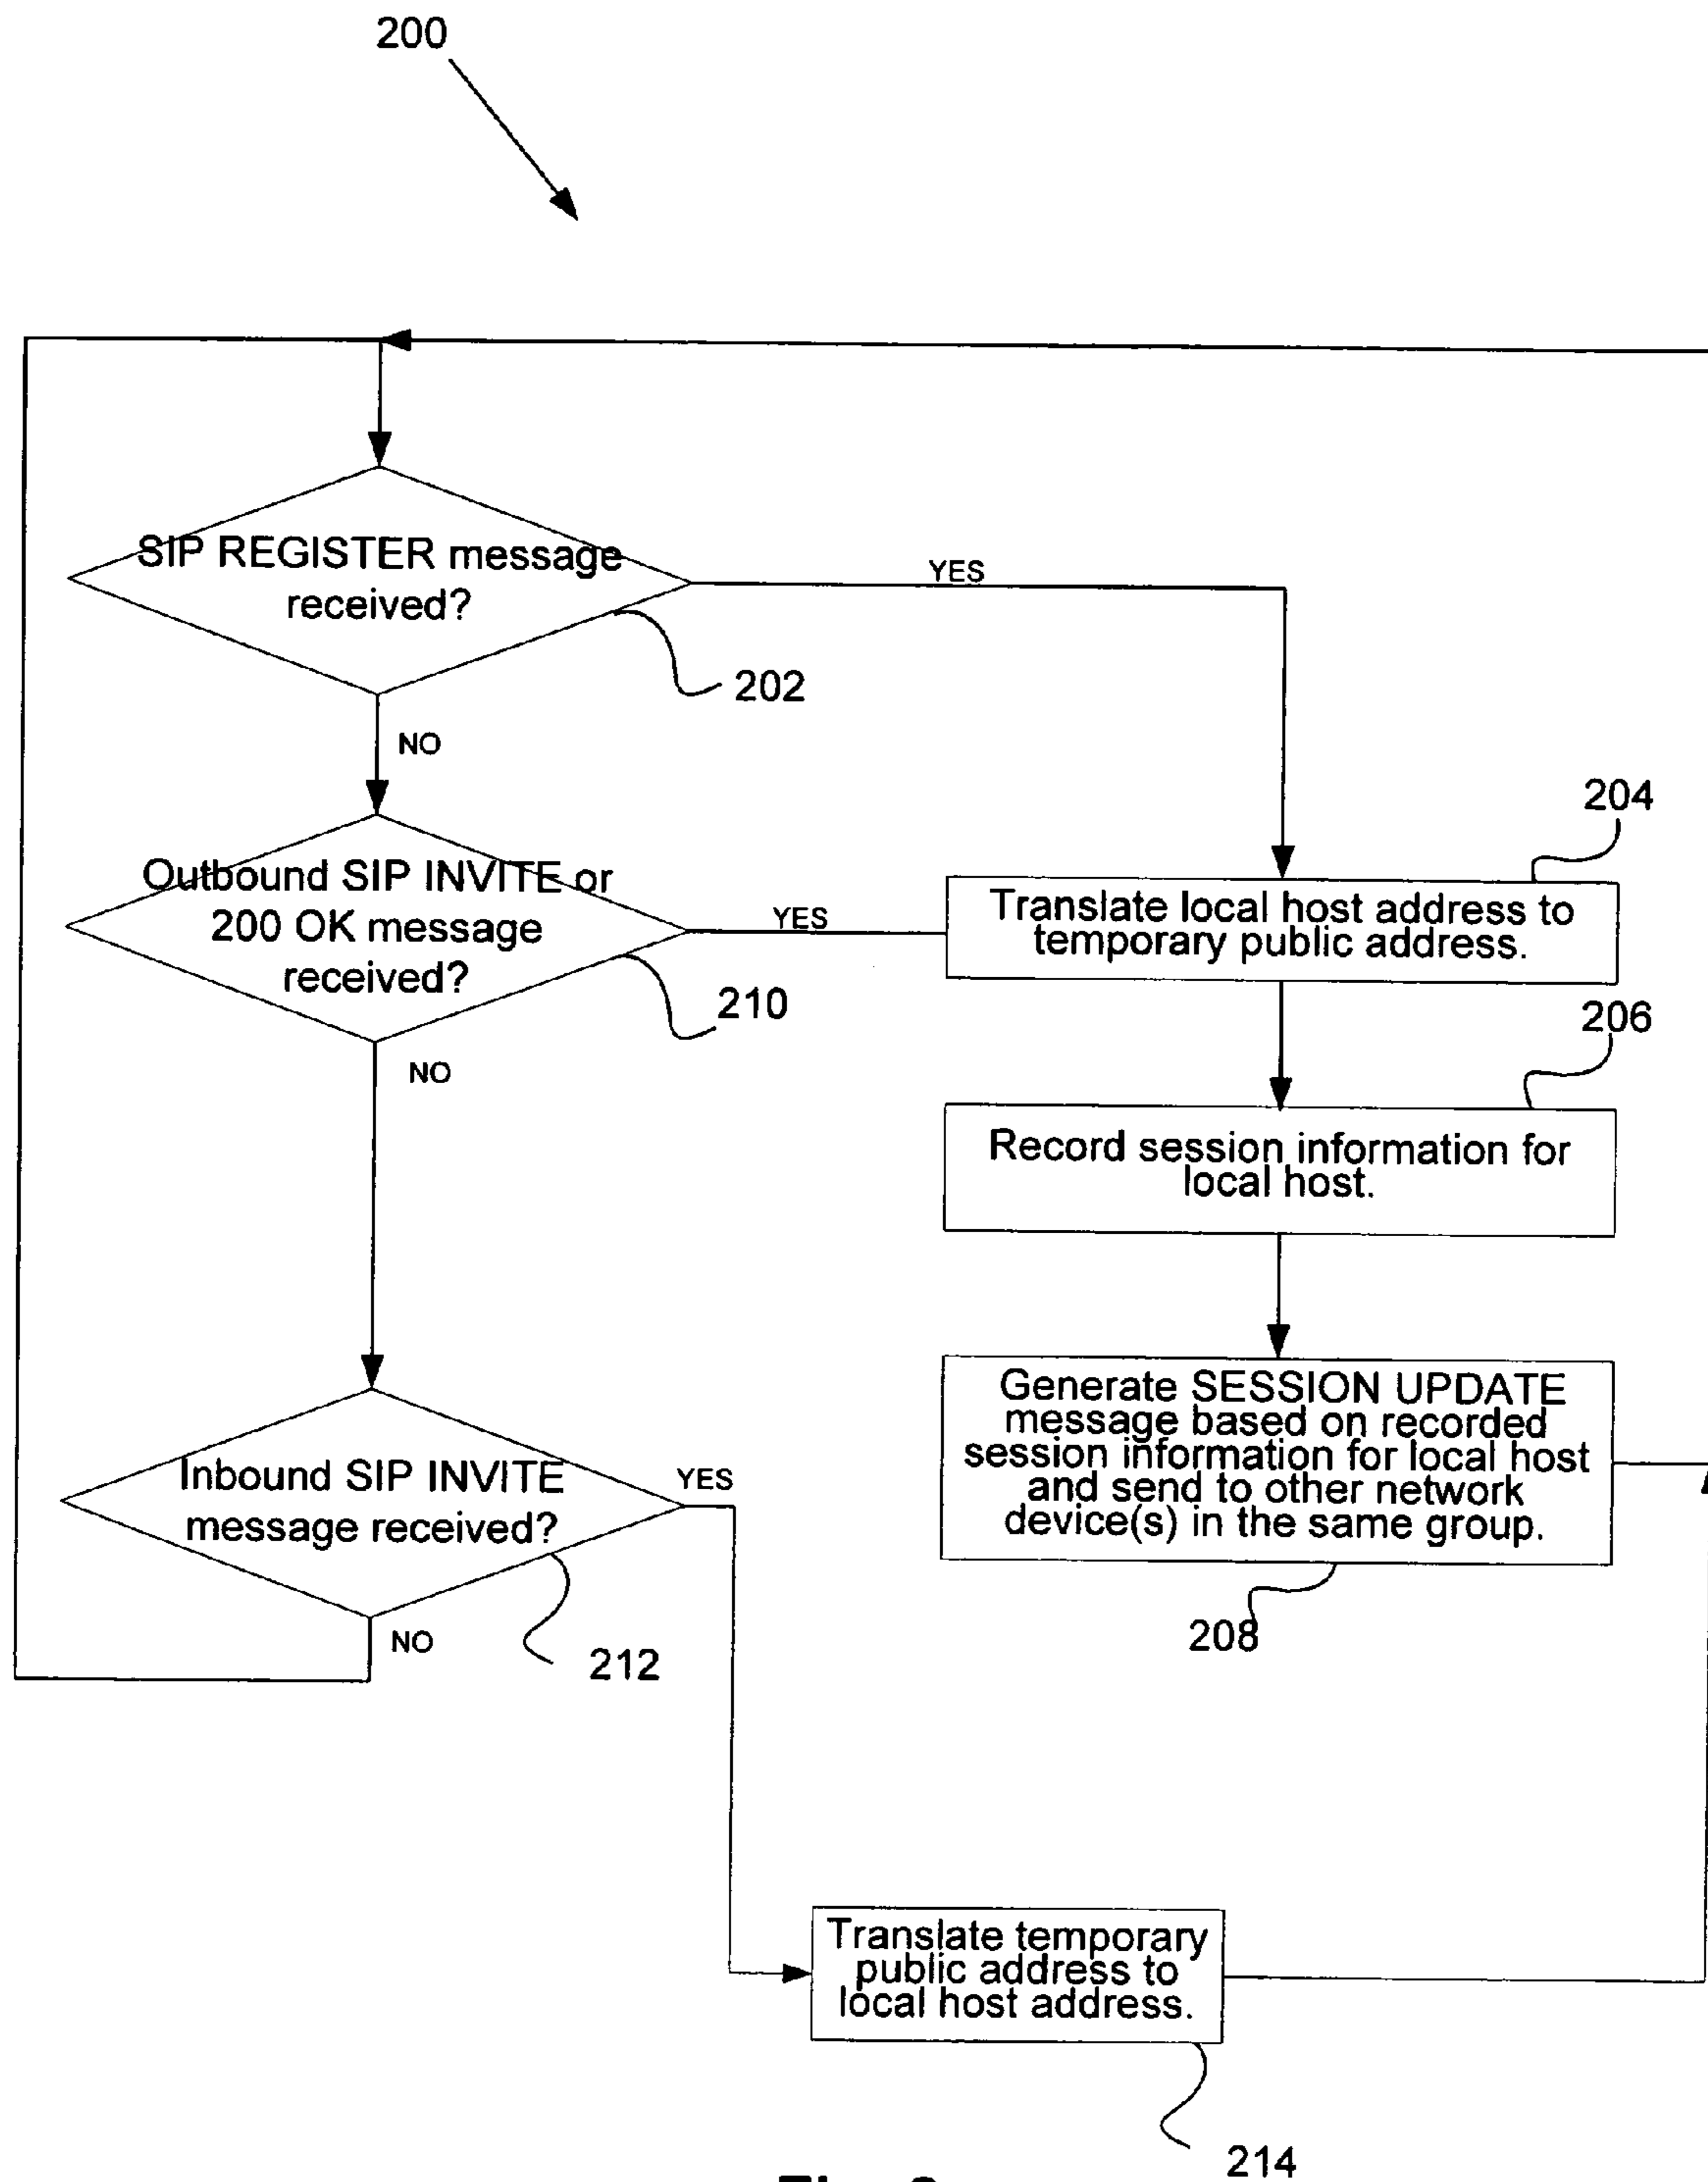 200
SIP REGISTER message
received?
YES
202
NO
204
Outbound SIP INVITE or
200 OK message
received?
YES
Translate local host address to
temporary public address.
210
NO
206
Record session information for
local host.
Generate SESSION UPDATE
message based on recorded
session information for local host
and send to other network
device(s) in the same group.
208
Inbound SIP INVITE
message received?
YES
NO
212
Translate temporary
public address to
local host address.
214